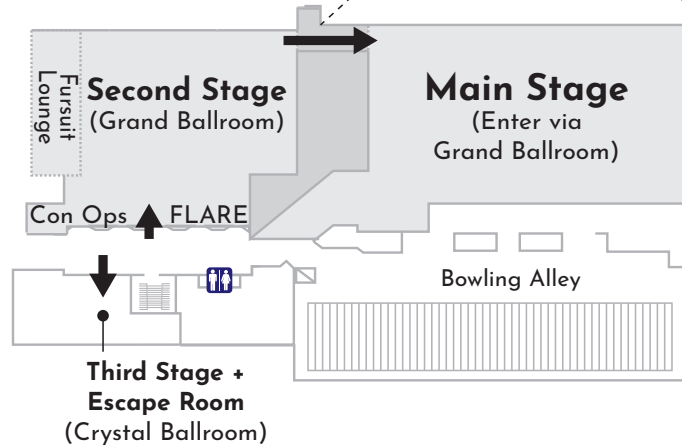 Fursuit
Lounge
Second Stage
(Grand Ballroom)
Main Stage
(Enter via
Grand Ballroom)
Con Ops
FLARE
Bowling Alley
Third Stage +
Escape Room
(Crystal Ballroom)